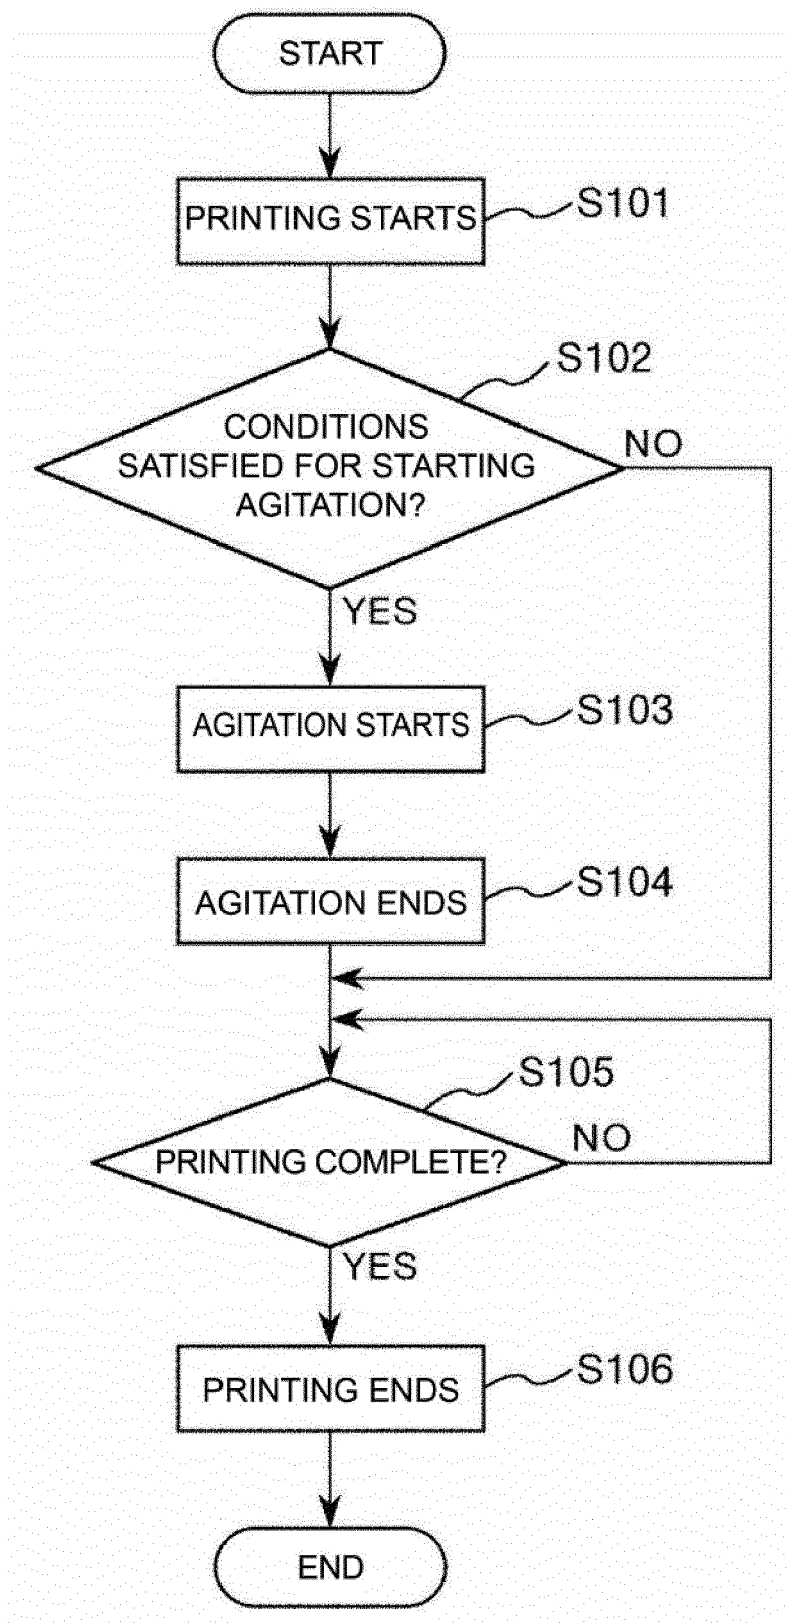 START
PRINTING STARTS
S101
S102
CONDITIONS
SATISFIED FOR STARTING
AGITATION?
NO
YES
AGITATION STARTS
S103
AGITATION ENDS
S104
S105
PRINTING COMPLETE?
NO
YES
PRINTING ENDS
S106
END